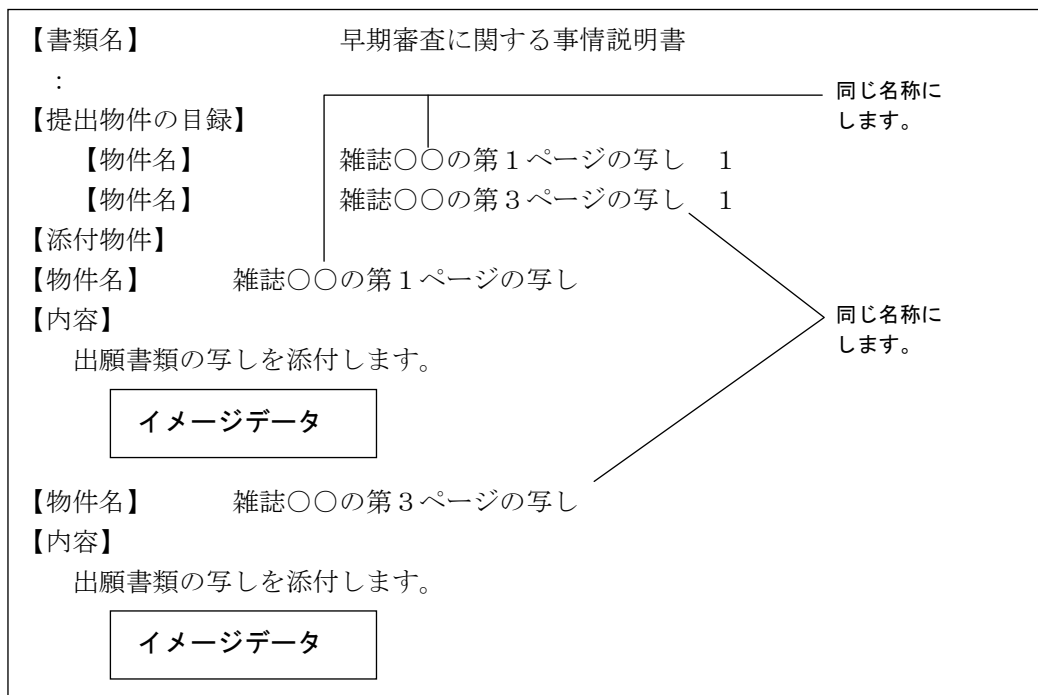 【書類名】 早期審査に関する事情説明書
：
【提出物件の目録】
【物件名】 雑誌○○の第１ページの写し １
【物件名】 雑誌○○の第３ページの写し １
同じ名称に
します。
【添付物件】
【物件名】 雑誌○○の第１ページの写し
【内容】
出願書類の写しを添付します。
イメージデータ
同じ名称に
します。
【物件名】 雑誌○○の第３ページの写し
【内容】
出願書類の写しを添付します。
イメージデータ